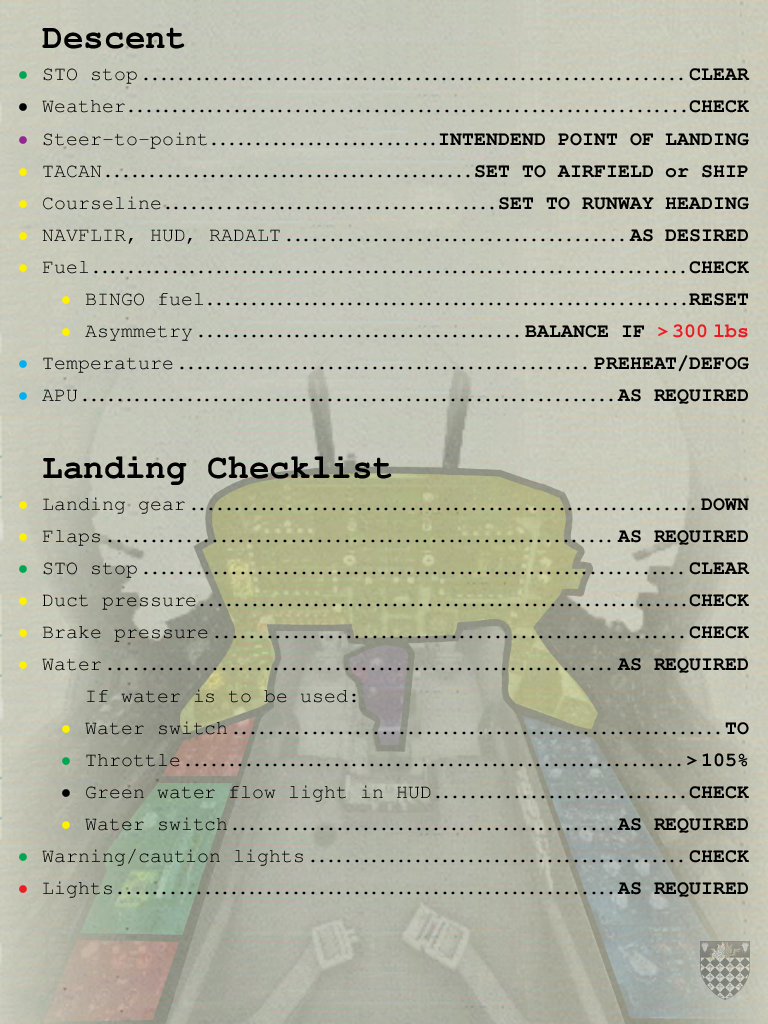 Descent
STO stop CLEAR
Weather CHECK
Steer-to-point INTENDEND POINT OF LANDING
TACAN SET TO AIRFIELD or SHIP
Courseline SET TO RUNWAY HEADING
NAVFLIR, HUD, RADALT AS DESIRED
Fuel CHECK
BINGO fuel RESET
Asymmetry BALANCE IF >300 lbs
Temperature PREHEAT/DEFOG
APU AS REQUIRED
Landing Checklist
Landing gear DOWN
Flaps AS REQUIRED
STO stop CLEAR
Duct pressure CHECK
Brake pressure CHECK
Water AS REQUIRED
If water is to be used:
Water switch TO
Throttle >105%
Green water flow light in HUD CHECK
Water switch AS REQUIRED
Warning/caution lights CHECK
Lights AS REQUIRED